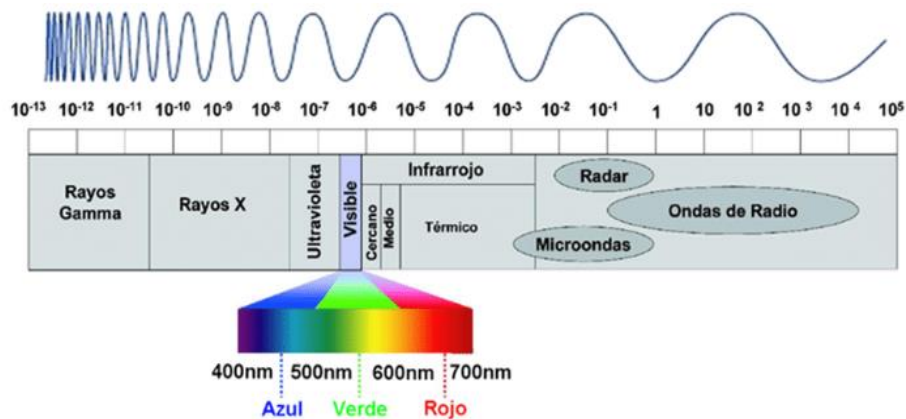 10-13 10-12 10-11 10-10 10-9 10-8 10-7 10-6 10-5 10-4 10-3 10-2 10-1 1 10 10 2 10 3 10 4 10 5
Rayos Gamma
Rayos X
Ultravioleta
Visible
Infrarrojo
Cercano
Medio
Térmico
Radar
Ondas de Radio
Microondas
400nm 500nm 600nm 700nm
Azul Verde Rojo